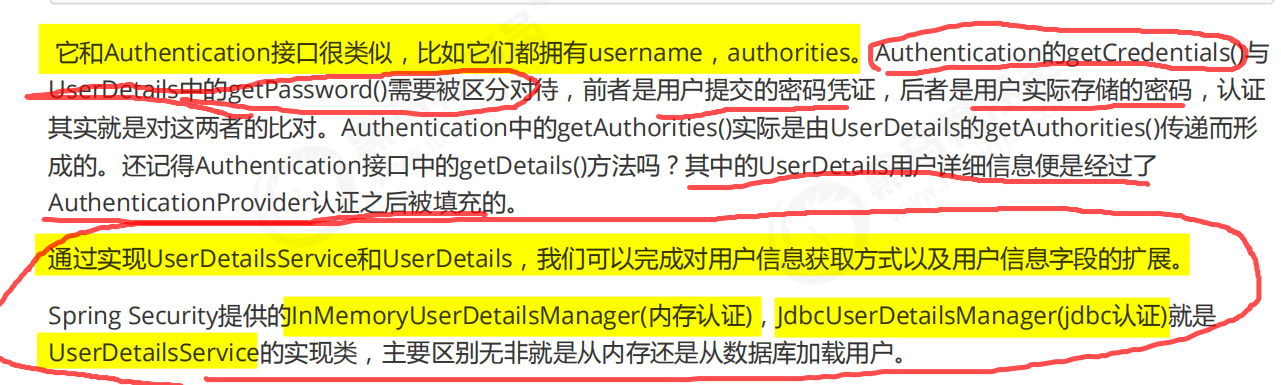 它和Authentication接口很类似，比如它们都拥有username，authorities。Authentication的getCredentials()与
UserDetails中的getPassword()需要被区分对待，前者是用户提交的密码凭证，后者是用户实际存储的密码，认证
其实就是对这两者的比对。Authentication中的getAuthorities()实际是由UserDetails的getAuthorities()传递而形
成的。还记得Authentication接口中的getDetails()方法吗？其中的UserDetails用户详细信息便是经过了
AuthenticationProvider认证之后被填充的。
通过实现UserDetailsService和UserDetails，我们可以完成对用户信息获取方式以及用户信息字段的扩展。
Spring Security提供的InMemoryUserDetailsManager(内存认证)，JdbcUserDetailsManager(jdbc认证)就是
UserDetailsService的实现类，主要区别无非就是从内存还是从数据库加载用户。